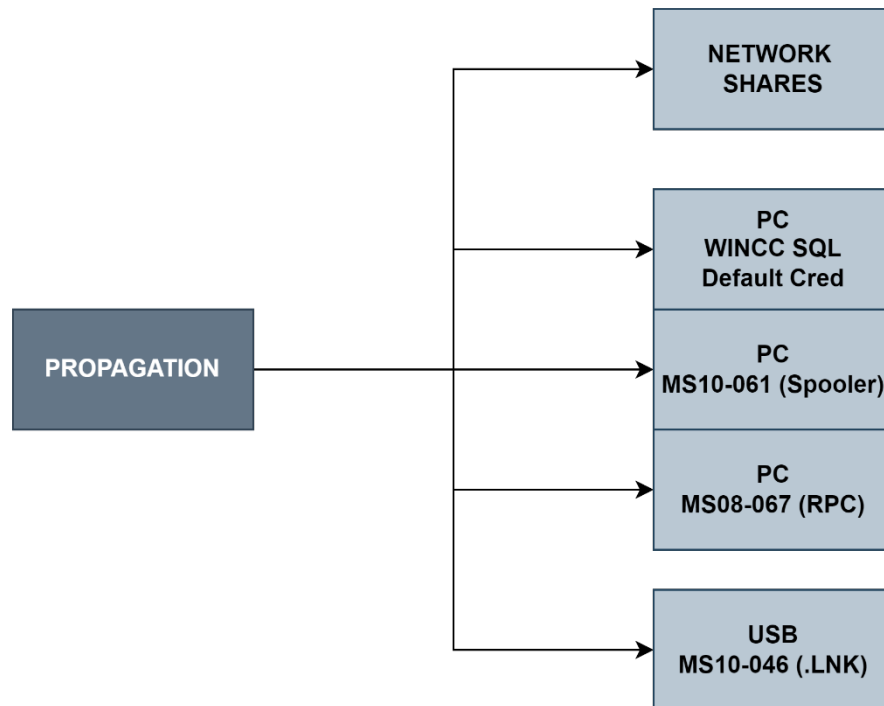 NETWORK
SHARES
PC
WINCC SQL
Default Cred
PROPAGATION
PC
MS10-061 (Spooler)
PC
MS08-067 (RPC)
USB
MS10-046 (.LNK)